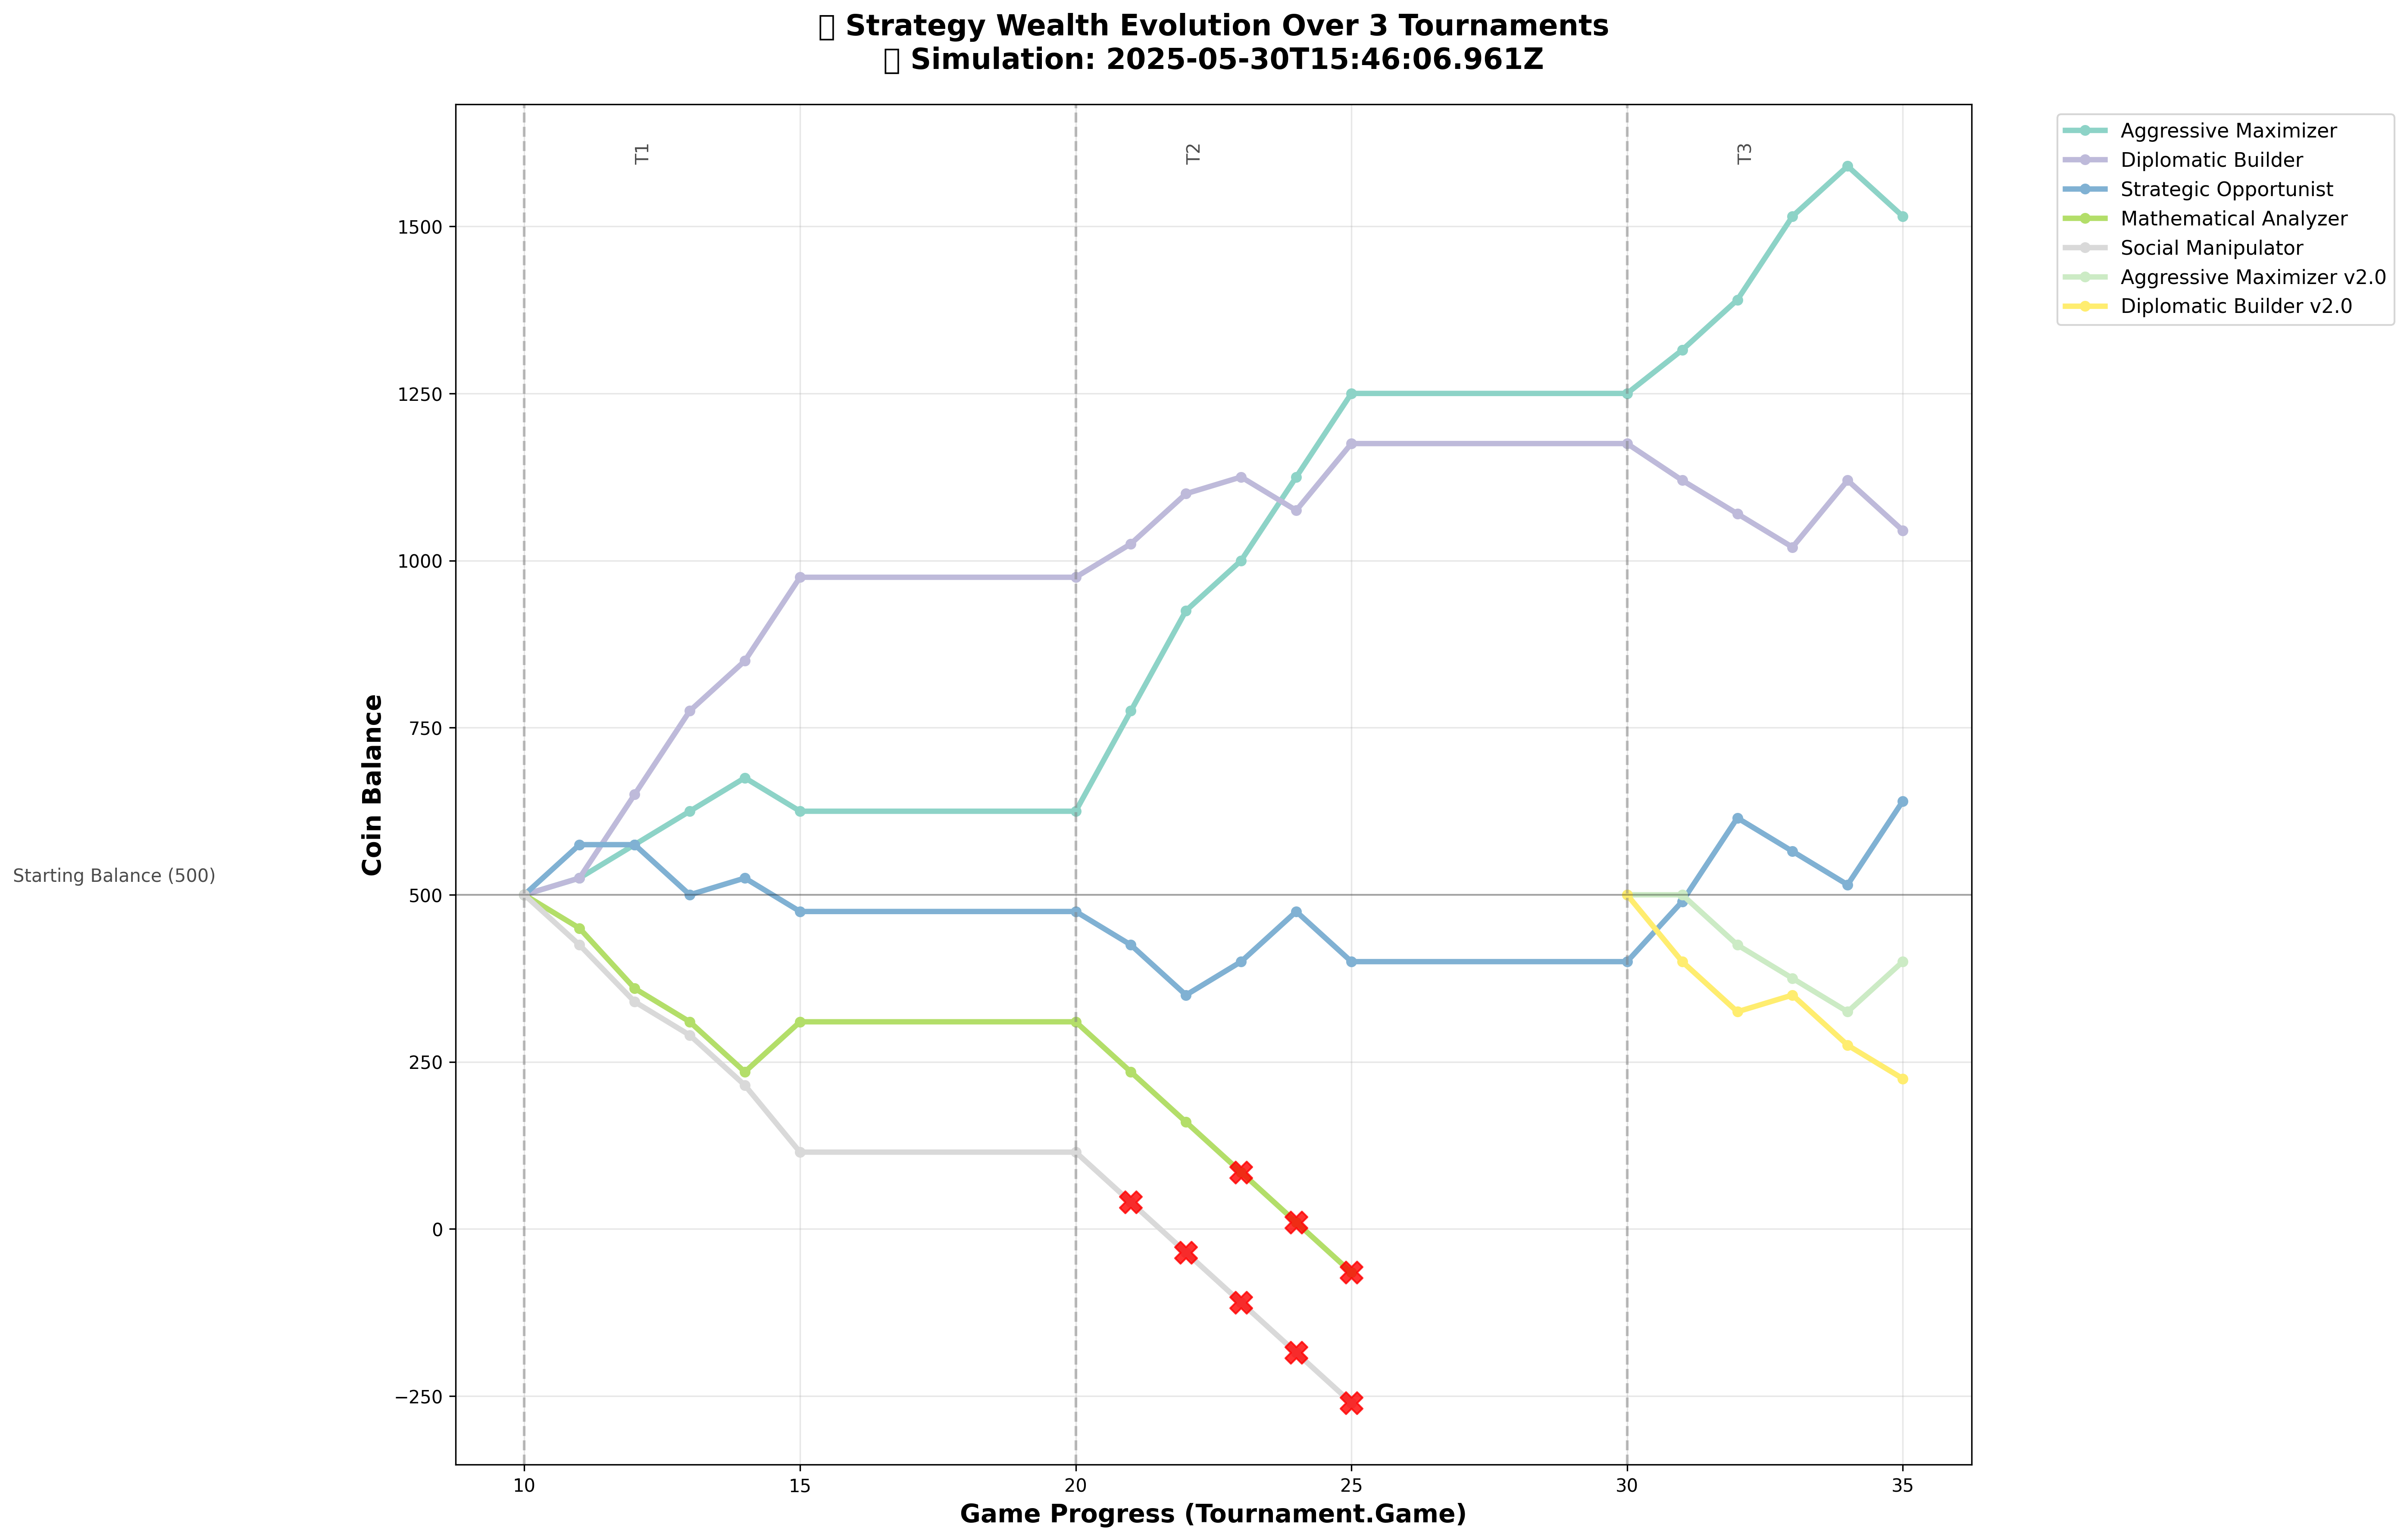 Strategy Wealth Evolution Over 3 Tournaments
Simulation: 2025-05-30T15:46:06.961Z
T1
T2
T3
Aggressive Maximizer
Diplomatic Builder
Strategic Opportunist
Mathematical Analyzer
Social Manipulator
Aggressive Maximizer v2.0
Diplomatic Builder v2.0
1500
1250
1000
750
500
250
0
−250
Coin Balance
Starting Balance (500)
10
15
20
25
30
35
Game Progress (Tournament.Game)